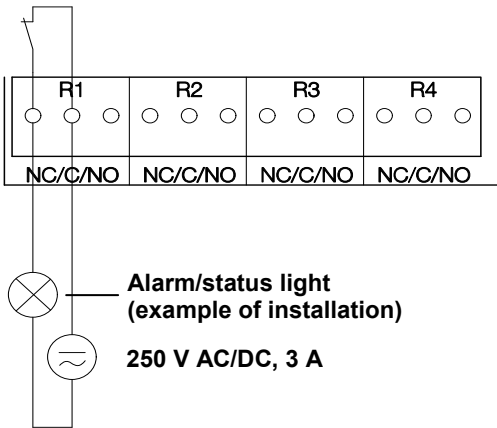 R1 R2 R3 R4
NC/C/NO NC/C/NO NC/C/NO NC/C/NO
Alarm/status light
(example of installation)
250 V AC/DC, 3 A